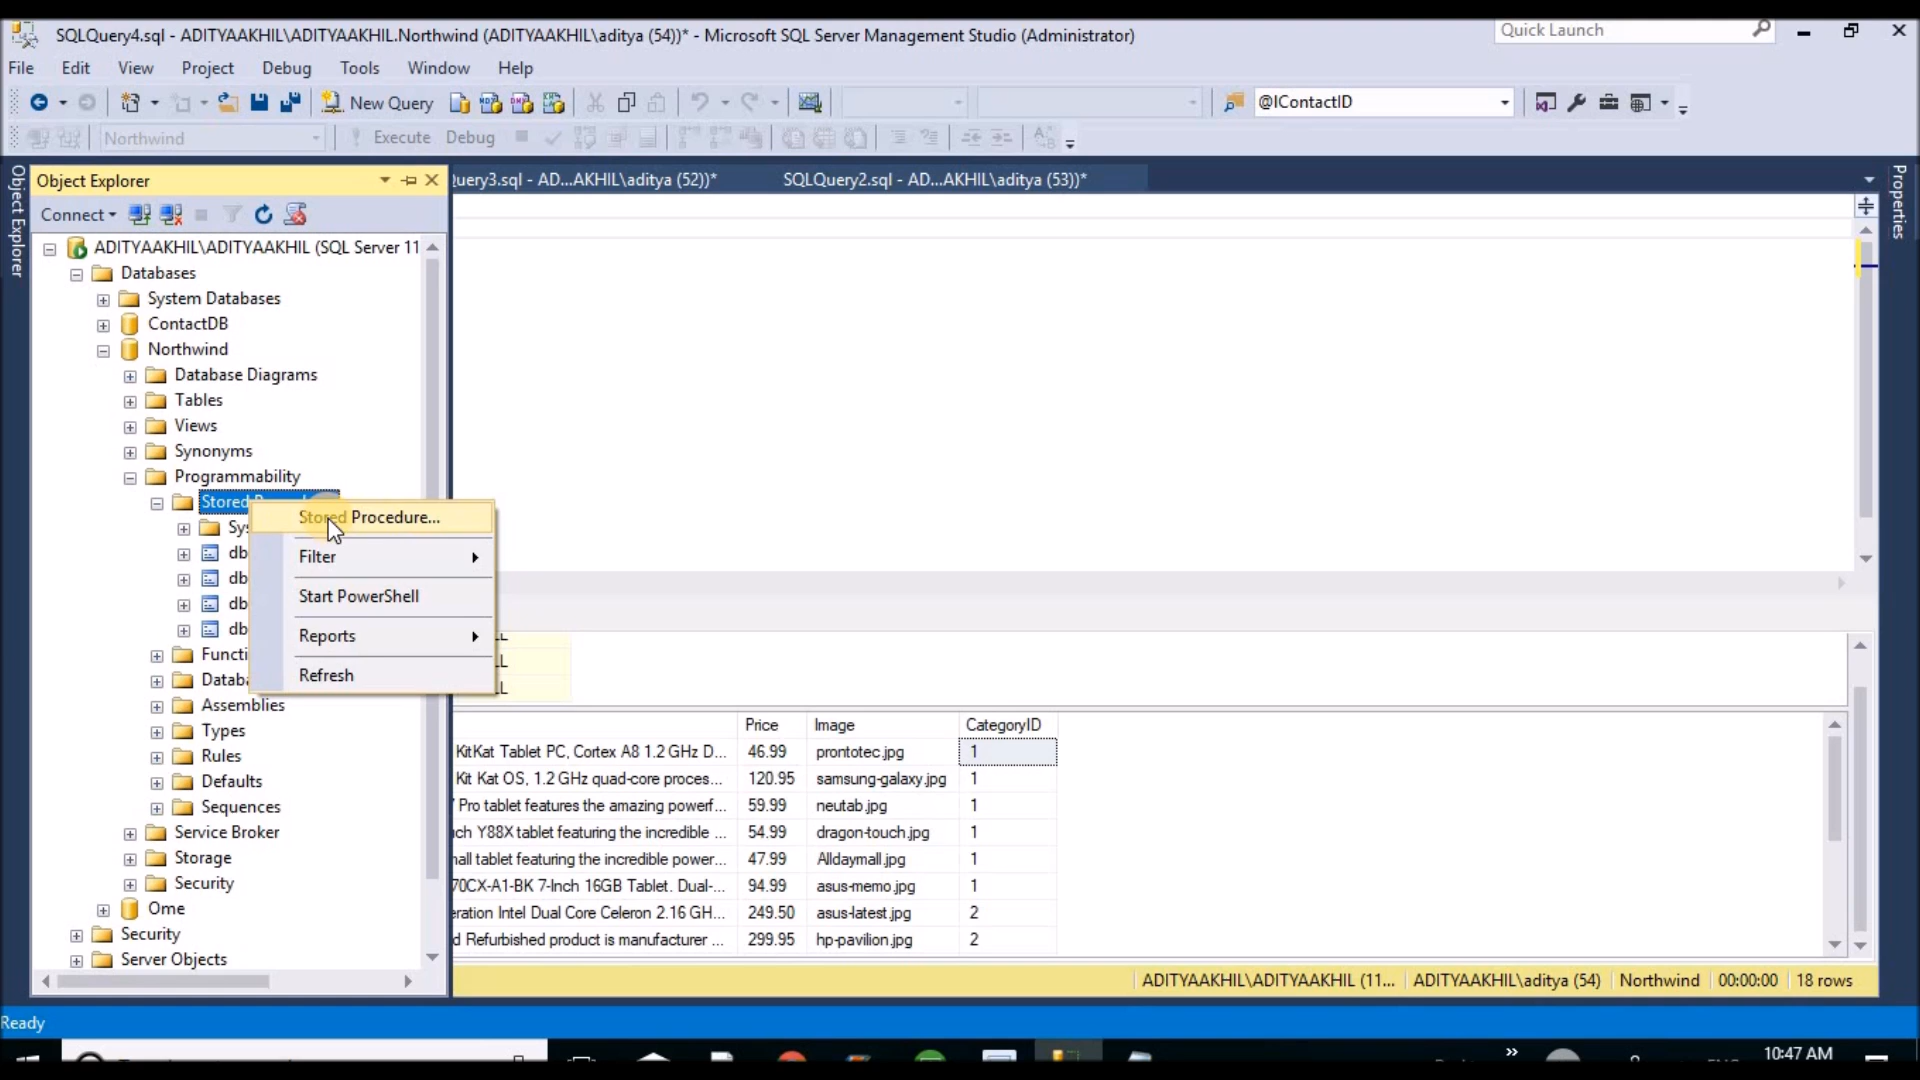 SQLQuery4.sql - ADITYAAKHIL\ADITYAAKHIL.Northwind (ADITYAAKHIL\aditya (54))* - Microsoft SQL Server Management Studio (Administrator)
Quick Launch
File Edit View Project Debug Tools Window Help
New Query
@IContactID
Northwind
Execute Debug
Object Explorer
Object Explorer
uery3.sql - AD...AKHIL\aditya (52))*
SQLQuery2.sql - AD...AKHIL\aditya (53))*
Properties
Connect
ADITYAAKHIL\ADITYAAKHIL (SQL Server 11
Databases
System Databases
ContactDB
Northwind
Database Diagrams
Tables
Views
Synonyms
Programmability
Stored
Sys
db
db
db
db
Functi
Databa
Assemblies
Types
Rules
Defaults
Sequences
Service Broker
Storage
Security
Ome
Security
Server Objects
Stored Procedure...
Filter
Start PowerShell
Reports
Refresh
Price Image CategoryID
KitKat Tablet PC, Cortex A8 1.2 GHz D... 46.99 prontotec.jpg 1
Kit Kat OS, 1.2 GHz quad-core proces... 120.95 samsung-galaxy.jpg 1
Pro tablet features the amazing powerf... 59.99 neutab.jpg 1
ch Y88X tablet featuring the incredible ... 54.99 dragon-touch.jpg 1
all tablet featuring the incredible power... 47.99 Alldaymall.jpg 1
70CX-A1-BK 7-Inch 16GB Tablet. Dual-... 94.99 asus-memo.jpg 1
eration Intel Dual Core Celeron 2.16 GH... 249.50 asus-latest.jpg 2
d Refurbished product is manufacturer ... 299.95 hp-pavilion.jpg 2
ADITYAAKHIL\ADITYAAKHIL (11... ADITYAAKHIL\aditya (54) Northwind 00:00:00 18 rows
Ready
10:47 AM